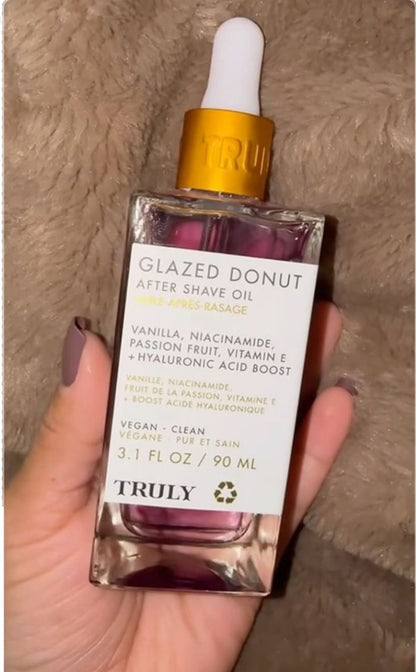 TRU
GLAZED DONUT
AFTER SHAVE OIL
HUILE APRÈS-RASAGE
VANILLA, NIACINAMIDE,
PASSION FRUIT, VITAMIN E
+ HYALURONIC ACID BOOST
VANILLE, NIACINAMIDE,
FRUIT DE LA PASSION, VITAMINE E
+ BOOST ACIDE HYALURONIQUE
VEGAN - CLEAN
VÉGANE - PUR ET SAIN
3.1 FL OZ / 90 ML
TRULY